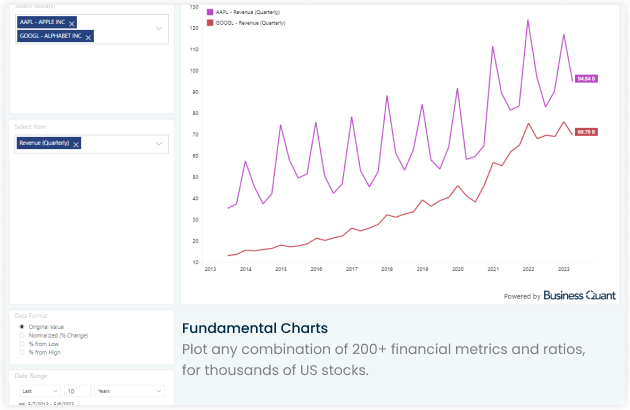 Select Stock(s)
AAPL - APPLE INC ×
GOOGL - ALPHABET INC ×
Select Item
Revenue (Quarterly) ×
Data Format
Original Value
Normalized (% Change)
% from Low
% from High
Date Range
Last 10 Years
130
120
110
100
90
80
70
60
50
40
30
20
10
AAPL - Revenue (Quarterly)
GOOGL - Revenue (Quarterly)
94.84 B
2013 2014 2015 2016 2017 2018 2019 2020 2021 2022 2023
Powered by Business Quant
Fundamental Charts
Plot any combination of 200+ financial metrics and ratios,
for thousands of US stocks.